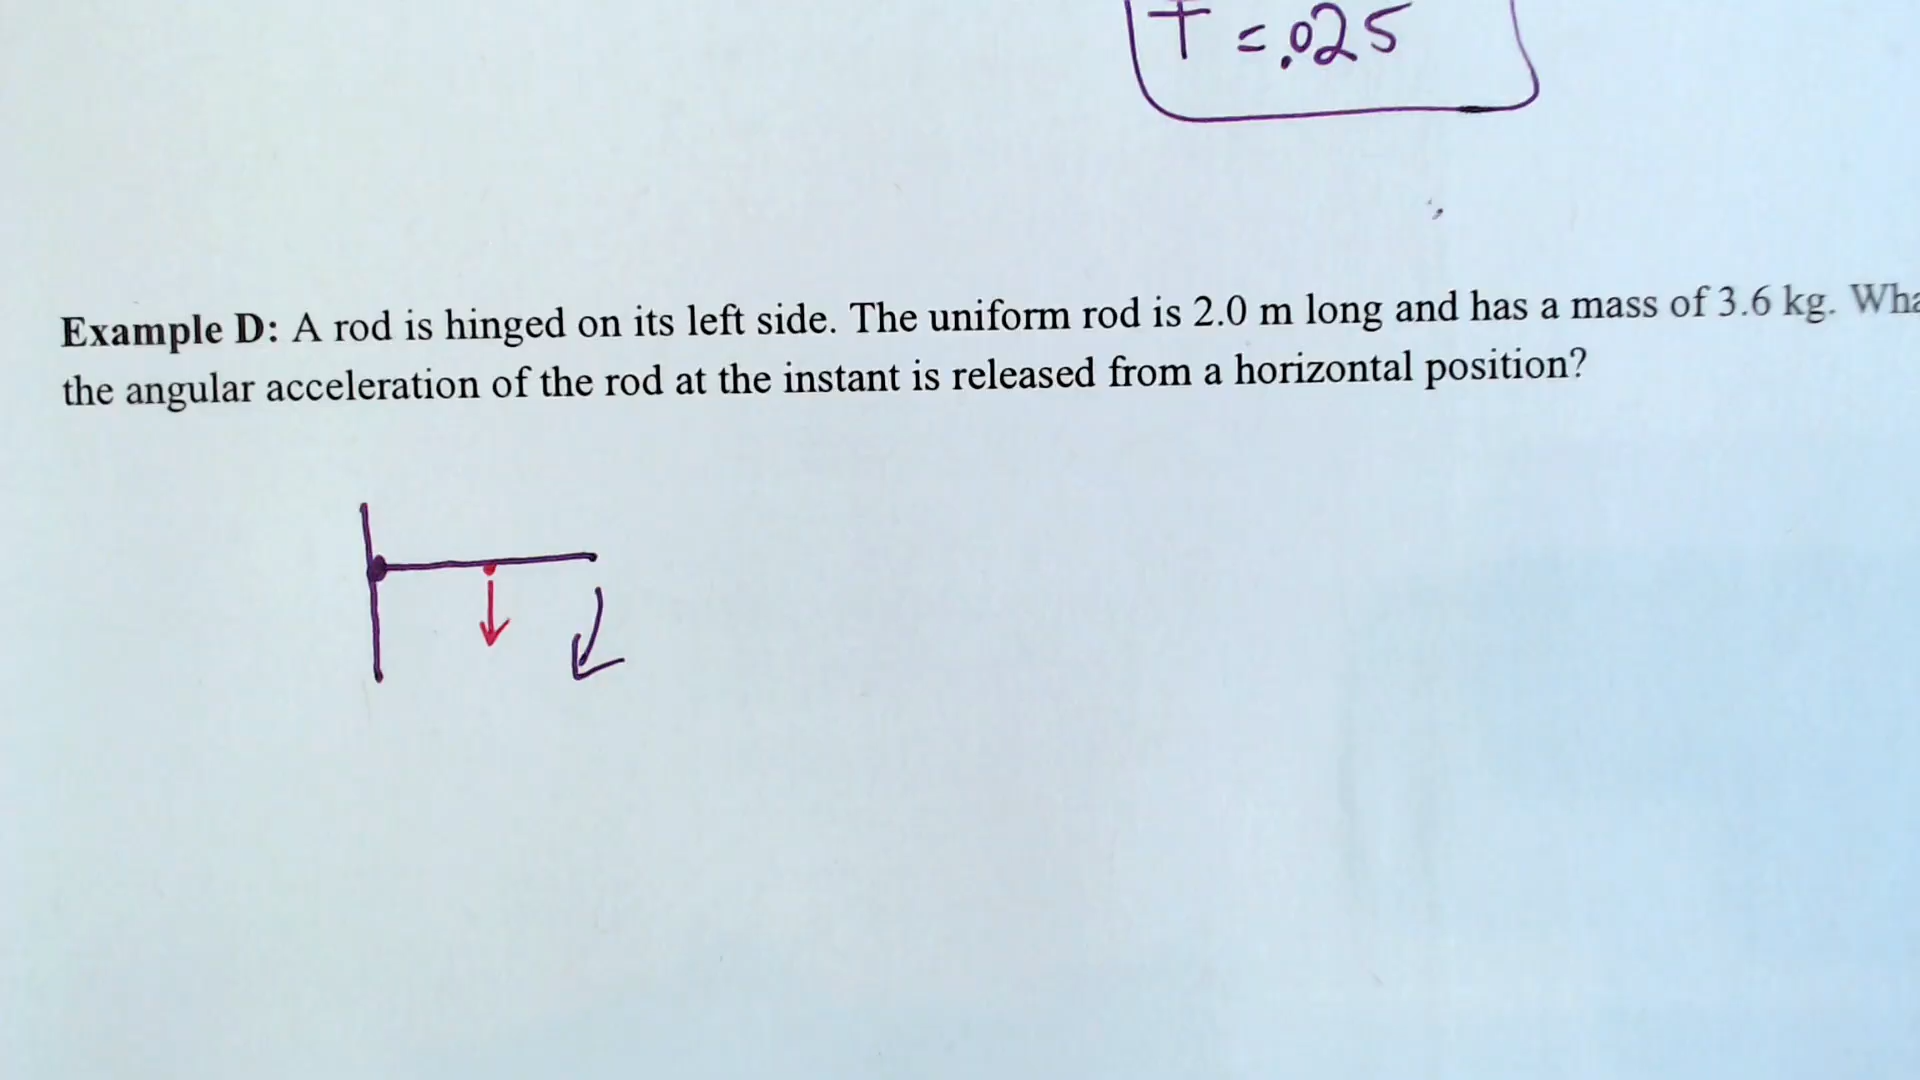 T = .025
Example D: A rod is hinged on its left side. The uniform rod is 2.0 m long and has a mass of 3.6 kg.
the angular acceleration of the rod at the instant is released from a horizontal position?